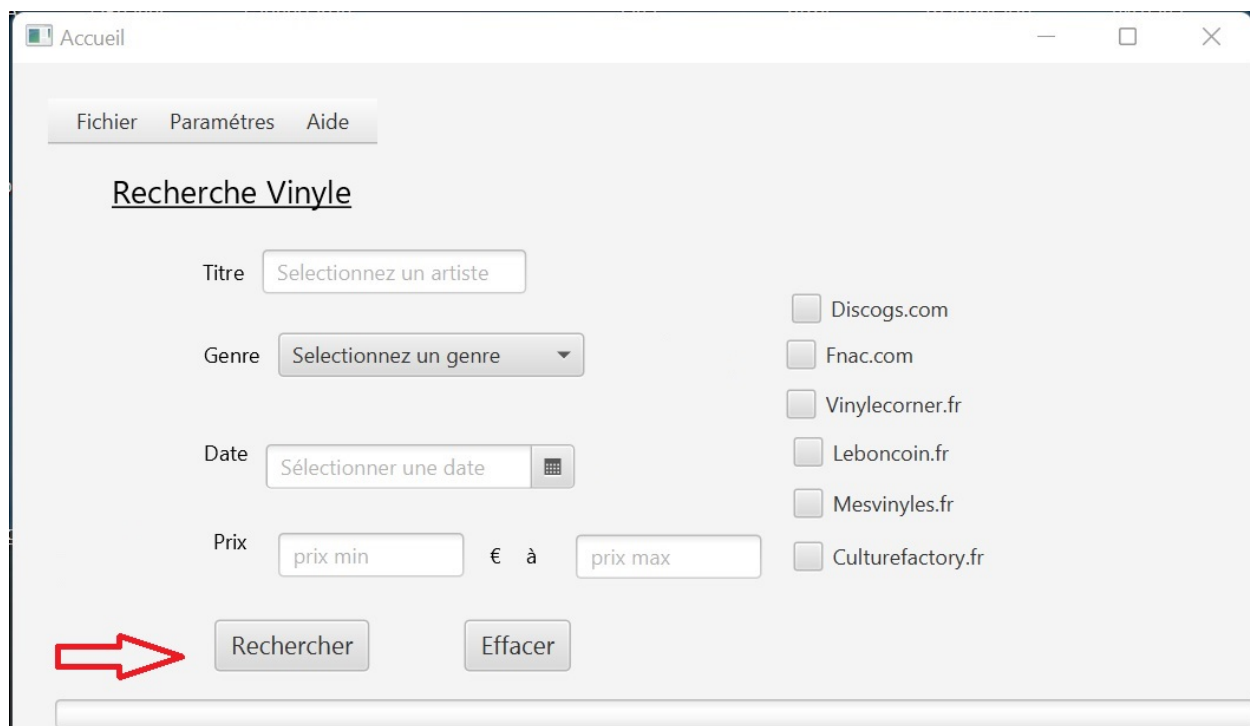 Accueil
Fichier Paramétres Aide
Recherche Vinyle
Titre Selectionnez un artiste
Genre Selectionnez un genre
Date Sélectionner une date
Prix prix min € à prix max
Discogs.com
Fnac.com
Vinylecorner.fr
Leboncoin.fr
Mesvinyles.fr
Culturefactory.fr
Rechercher Effacer